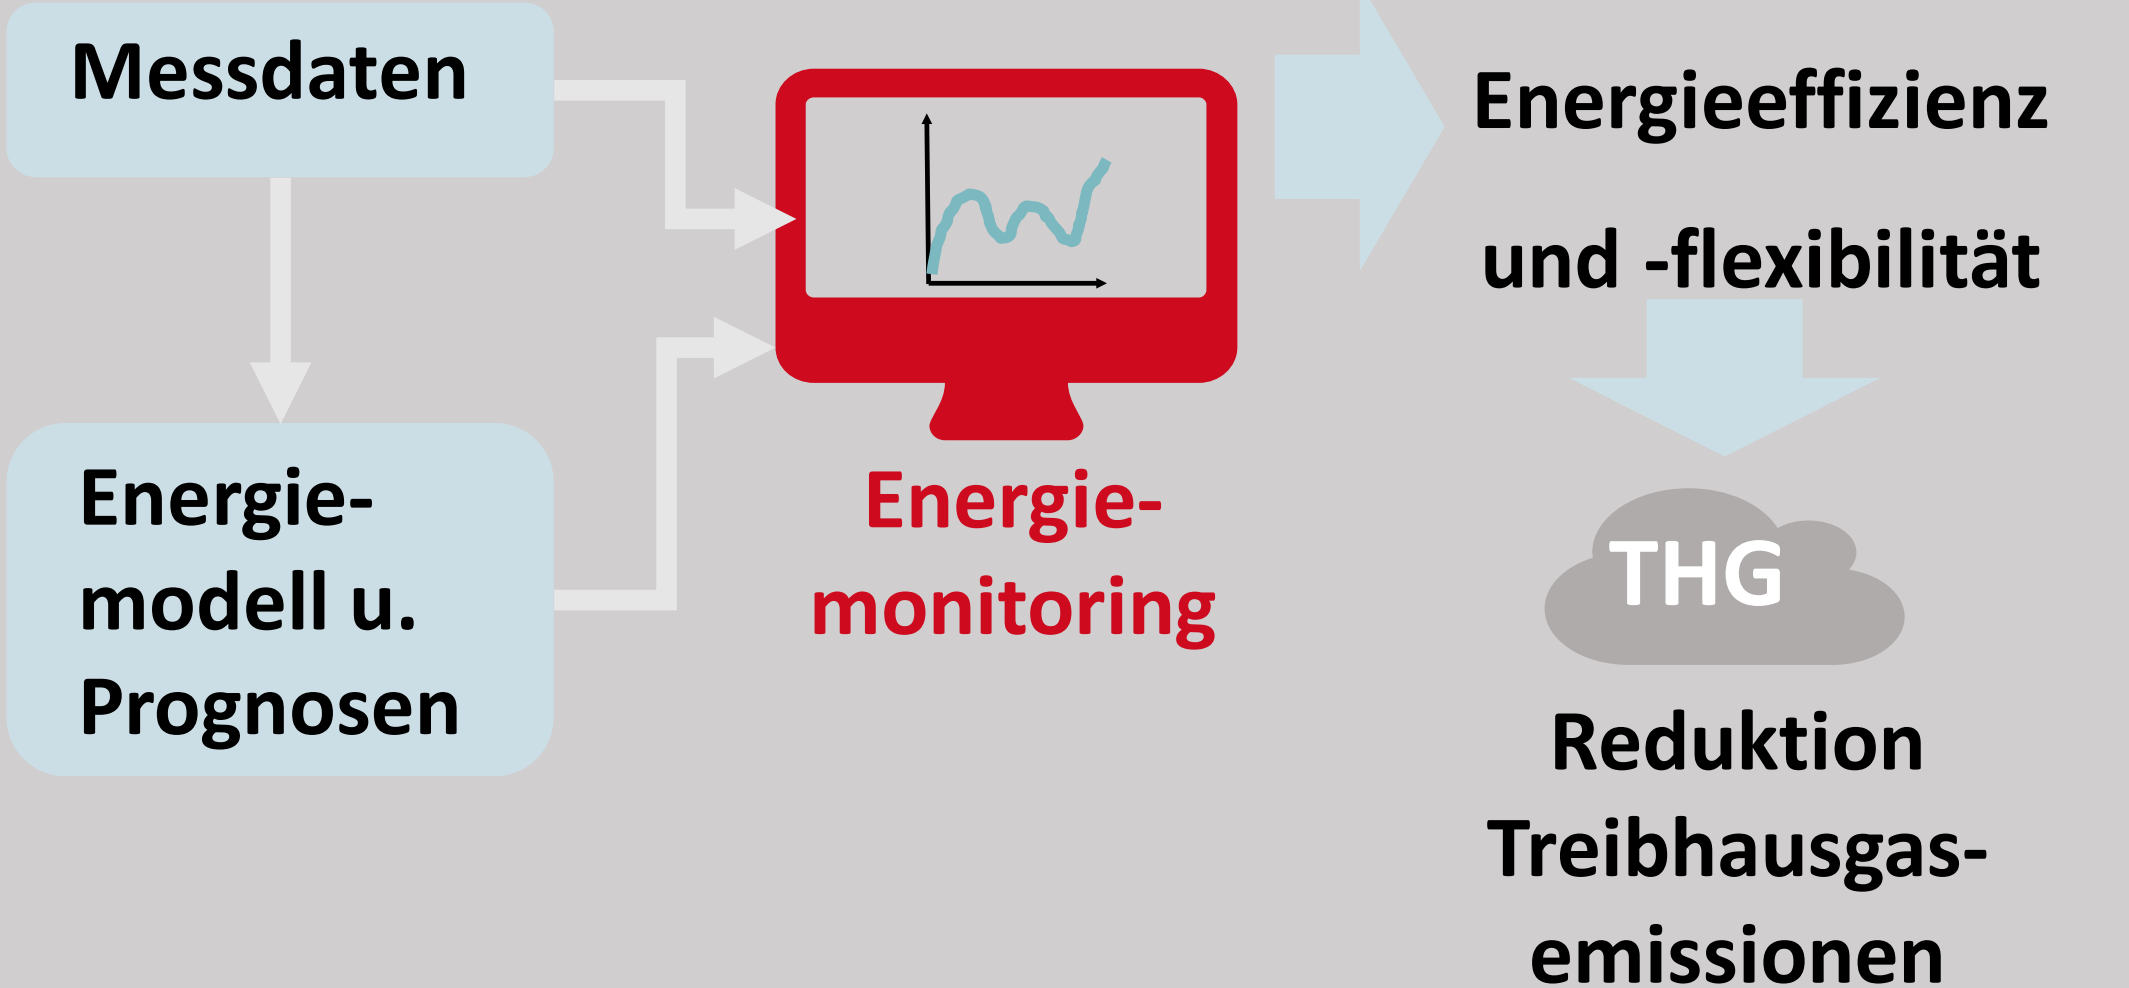 Messdaten
Energie-
modell u.
Prognosen
Energie-
monitoring
Energieeffizienz
und -flexibilität
THG
Reduktion
Treibhausgas-
emissionen